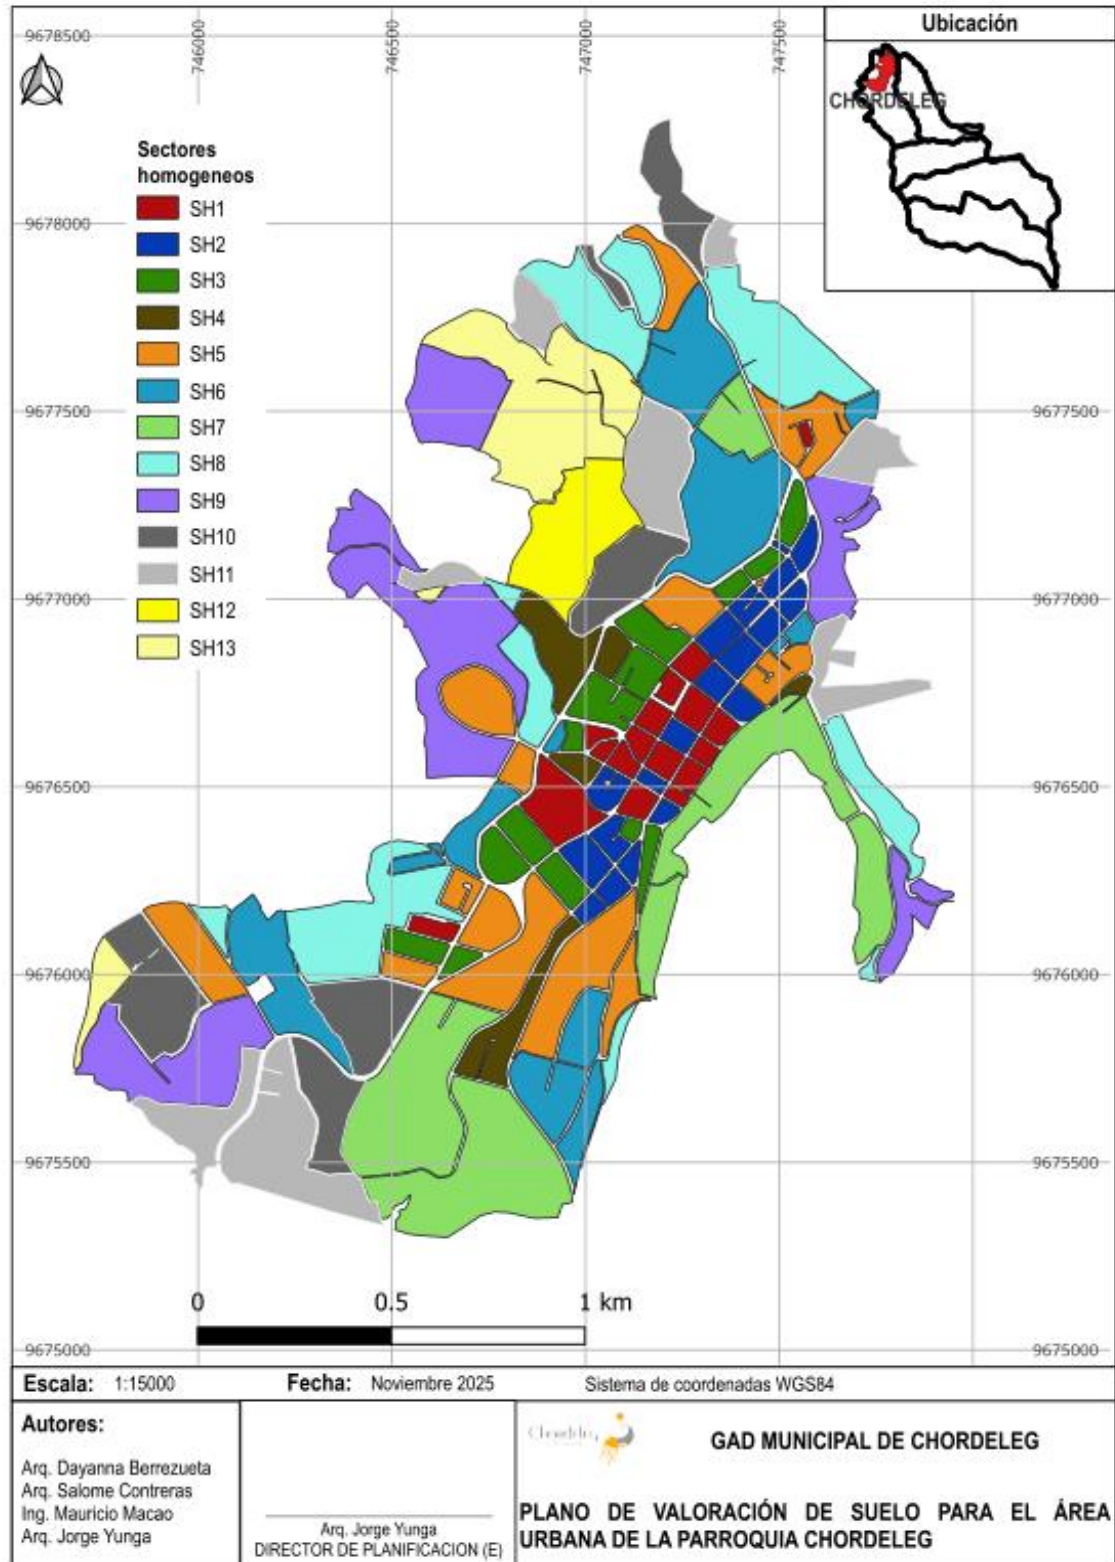 Ubicación
CHORDELEG
746000
746500
747000
747500
9678500
Sectores
homogeneos
SH1
SH2
SH3
SH4
SH5
SH6
SH7
SH8
SH9
SH10
SH11
SH12
SH13
9678000
9677500
9677500
9677000
9677000
9676500
9676500
9676000
9676000
9675500
9675500
0 0.5 1 km
9675000
9675000
Escala: 1:15000 Fecha: Noviembre 2025 Sistema de coordenadas WGS84
Autores:
Arq. Dayanna Berrezueta
Arq. Salome Contreras
Ing. Mauricio Macao
Arq. Jorge Yunga
Arq. Jorge Yunga
DIRECTOR DE PLANIFICACION (E)
Chordeleg
GAD MUNICIPAL DE CHORDELEG
PLANO DE VALORACIÓN DE SUELO PARA EL ÁREA
URBANA DE LA PARROQUIA CHORDELEG